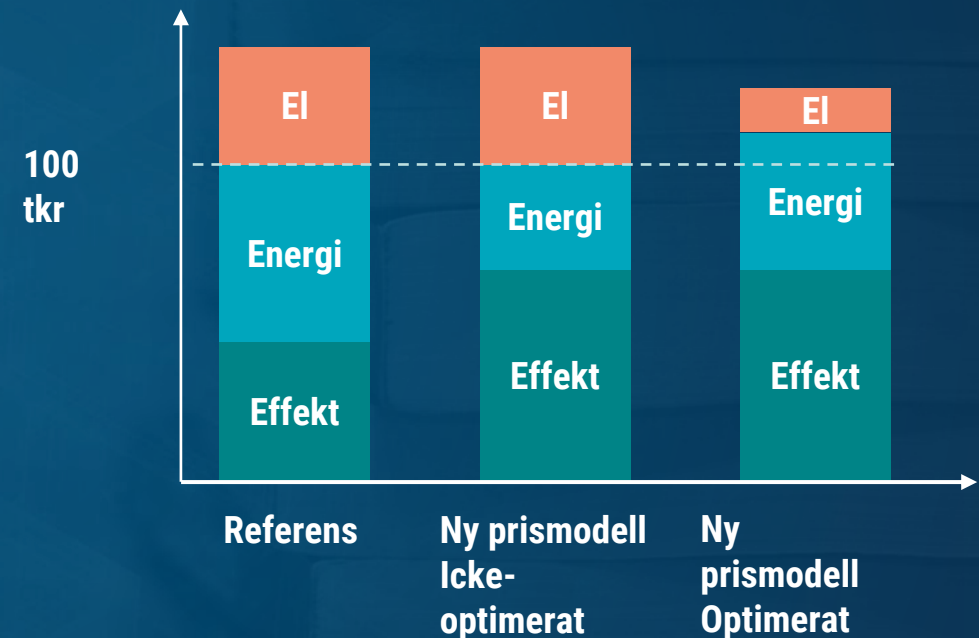 100
tkr
El
Energi
Effekt
El
Energi
Effekt
El
Energi
Effekt
Referens
Ny prismodell
Icke-
optimerat
Ny
prismodell
Optimerat